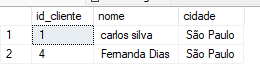 id_cliente nome cidade
1 1 carlos silva São Paulo
2 4 Fernanda Dias São Paulo